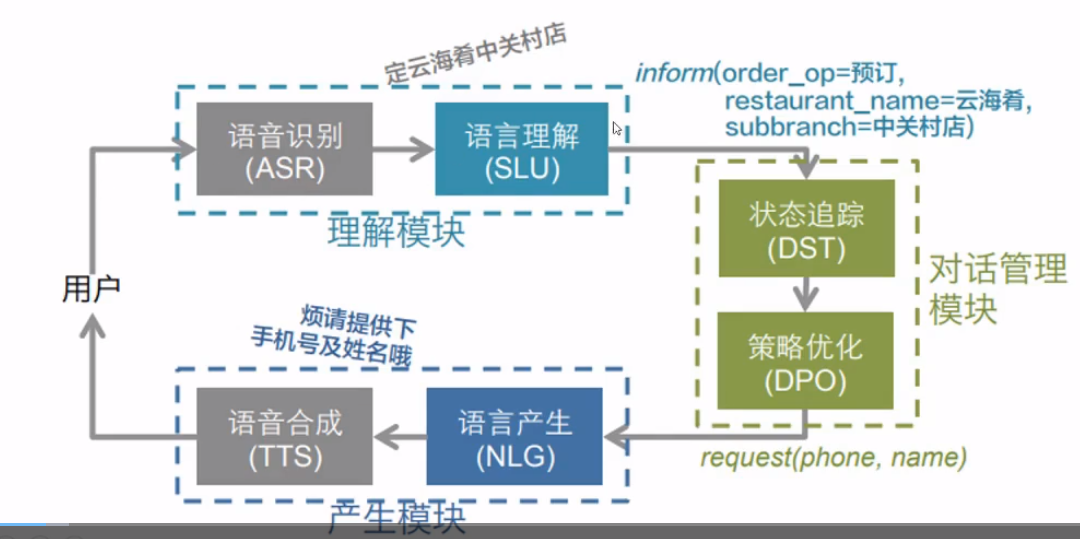 定云海肴中关村店
inform(order_op=预订,
restaurant_name=云海肴,
subbranch=中关村店)
语音识别
(ASR)
语言理解
(SLU)
理解模块
状态追踪
(DST)
对话管理
模块
策略优化
(DPO)
request(phone, name)
用户
烦请提供下
手机号及姓名哦
语音合成
(TTS)
语言产生
(NLG)
产生模块